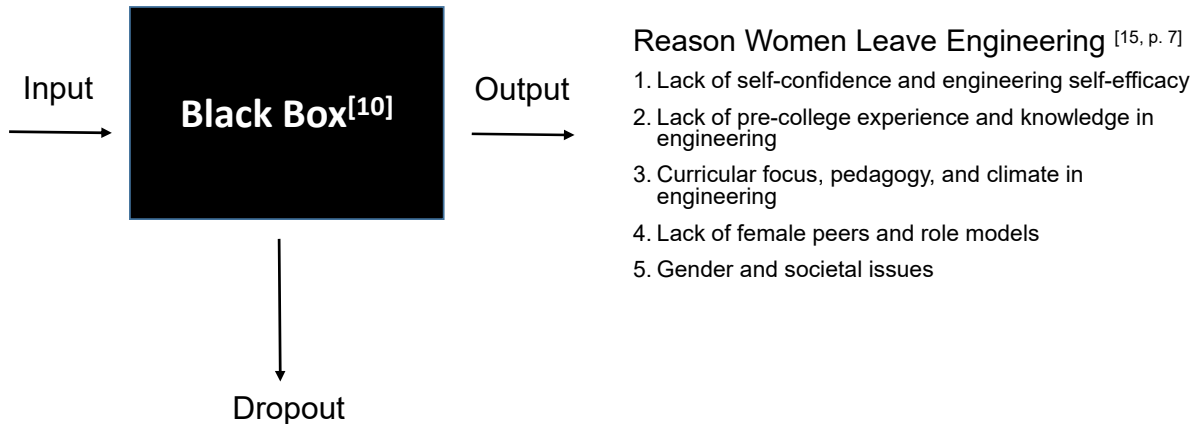 Input
Black Box[10]
Output
Dropout
Reason Women Leave Engineering [15, p. 7]
1. Lack of self-confidence and engineering self-efficacy
2. Lack of pre-college experience and knowledge in
engineering
3. Curricular focus, pedagogy, and climate in
engineering
4. Lack of female peers and role models
5. Gender and societal issues